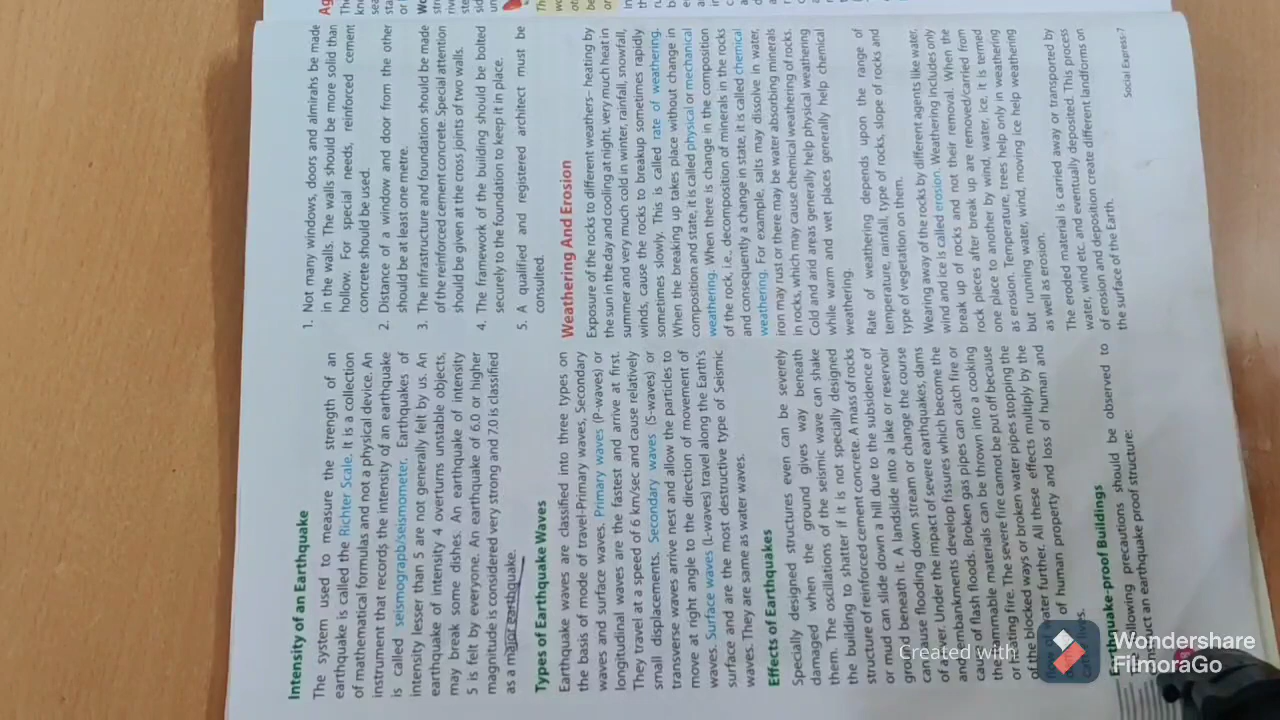 Intensity of an Earthquake
The system used to measure the strength of an
earthquake is called the Richter Scale. It is a collection
of mathematical formulas and not a physical device. An
instrument that records the intensity of an earthquake
is called seismograpb/seismometer. Earthquakes of
intensity lesser than 5 are not generally felt by us. An
earthquake of intensity 4 overturns unstable objects,
may break some dishes. An earthquake of intensity
5 is felt by everyone. An earthquake of 6.0 or higher
magnitude is considered very strong and 7.0 is classified
as a major earthquake.
Types of Earthquake Waves
Earthquake waves are classified into three types on
the basis of mode of travel-Primary waves, Secondary
waves and surface waves. Primary waves (P-waves) or
longitudinal waves are the fastest and arrive at first.
They travel at a speed of 6 km/sec and cause relatively
small displacements. Secondary waves (S-waves) or
transverse waves arrive nest and allow the particles to
move at right angle to the direction of movement of
waves. Surface waves (L-waves) travel along the Earth's
surface and are the most destructive type of Seismic
waves. They are same as water waves.
Effects of Earthquakes
Specially designed structures even can be severely
damaged when the ground gives way beneath
them. The oscillations of the seismic wave can shake
the building to shatter if it is not specially designed
structure of reinforced cement concrete. A mass of rocks
or mud can slide down a hill due to the subsidence of
ground beneath it. A landslide into a lake or reservoir
cause flooding down stream or change the course
of a river. Under the impact of severe earthquakes, dams
and embankments develop fissures which become the
cause of flash floods. Broken gas pipes can catch fire or
the flammable materials can be thrown into a cooking
or heating fire. The severe fire cannot be put off because
of the blocked ways or broken water pipes stopping the
water further. All these effects multiply by the
of human property and loss of human and
lives.
Earthquake-proof Buildings
The following precautions should be observed to
construct an earthquake proof structure:
1. Not many windows, doors and almirahs be made
in the walls. The walls should be more solid than
hollow. For special needs, reinforced cement
concrete should be used.
2. Distance of a window and door from the other
should be at least one metre.
3. The infrastructure and foundation should be made
of the reinforced cement concrete. Special attention
should be given at the cross joints of two walls.
4. The framework of the building should be bolted
securely to the foundation to keep it in place.
5. A qualified and registered architect must be
consulted.
Weathering And Erosion
Exposure of the rocks to different weathers– heating by
the sun in the day and cooling at night, very much heat in
summer and very much cold in winter, rainfall, snowfall,
winds, cause the rocks to breakup sometimes rapidly
sometimes slowly. This is called rate of weathering.
When the breaking up takes place without change in
composition and state, it is called physical or mechanical
weathering. When there is change in the composition
of the rock, i.e., decomposition of minerals in the rocks
and consequently a change in state, it is called chemical
weathering. For example, salts may dissolve in water,
iron may rust or there may be water absorbing minerals
in rocks, which may cause chemical weathering of rocks.
Cold and arid areas generally help physical weathering
while warm and wet places generally help chemical
weathering.
Rate of weathering depends upon the range of
temperature, rainfall, type of rocks, slope of rocks and
type of vegetation on them.
Wearing away of the rocks by different agents like water,
wind and ice is called erosion. Weathering includes only
break up of rocks and not their removal. When the
rock pieces after break up are removed/carried from
one place to another by wind, water, ice, it is termed
as erosion. Temperature, trees help only in weathering
but running water, wind, moving ice help weathering
as well as erosion.
The eroded material is carried away or transported by
water, wind etc. and eventually deposited. This process
of erosion and deposition create different landforms on
the surface of the Earth.
Social Express-7
Created with
Wondershare
FilmoraGo